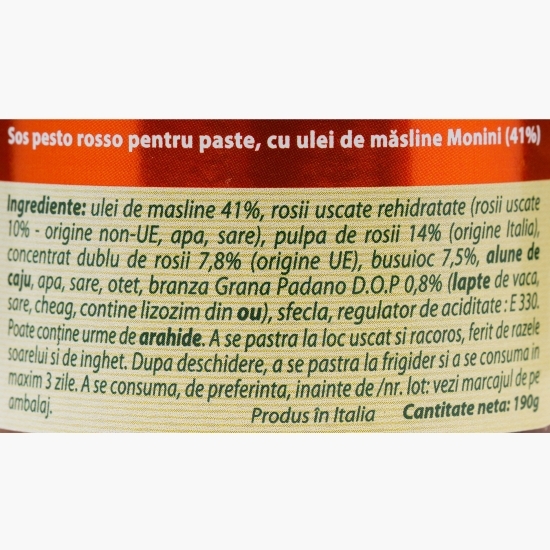 Sos pesto rosso pentru paste, cu ulei de măsline Monini (41%)
Ingrediente: ulei de masline 41%, rosii uscate rehidratate (rosii uscate
10% - origine non-UE, apa, sare), pulpa de rosii 14% (origine Italia),
concentrat dublu de rosii 7,8% (origine UE), busuioc 7,5%, alune de
caju, apa, sare, otet, branza Grana Padano D.O.P 0,8% (lapte de vaca,
sare, cheag, contine lizozim din ou), sfecla, regulator de aciditate : E 330.
Poate conține urme de arahide. A se pastra la loc uscat si racoros, ferit de razele
soarelui si de inghet. Dupa deschidere, a se pastra la frigider si a se consuma in
maxim 3 zile. A se consuma, de preferinta, inainte de /nr. lot: vezi marcajul de pe
ambalaj.
Produs în Italia Cantitate neta: 190g